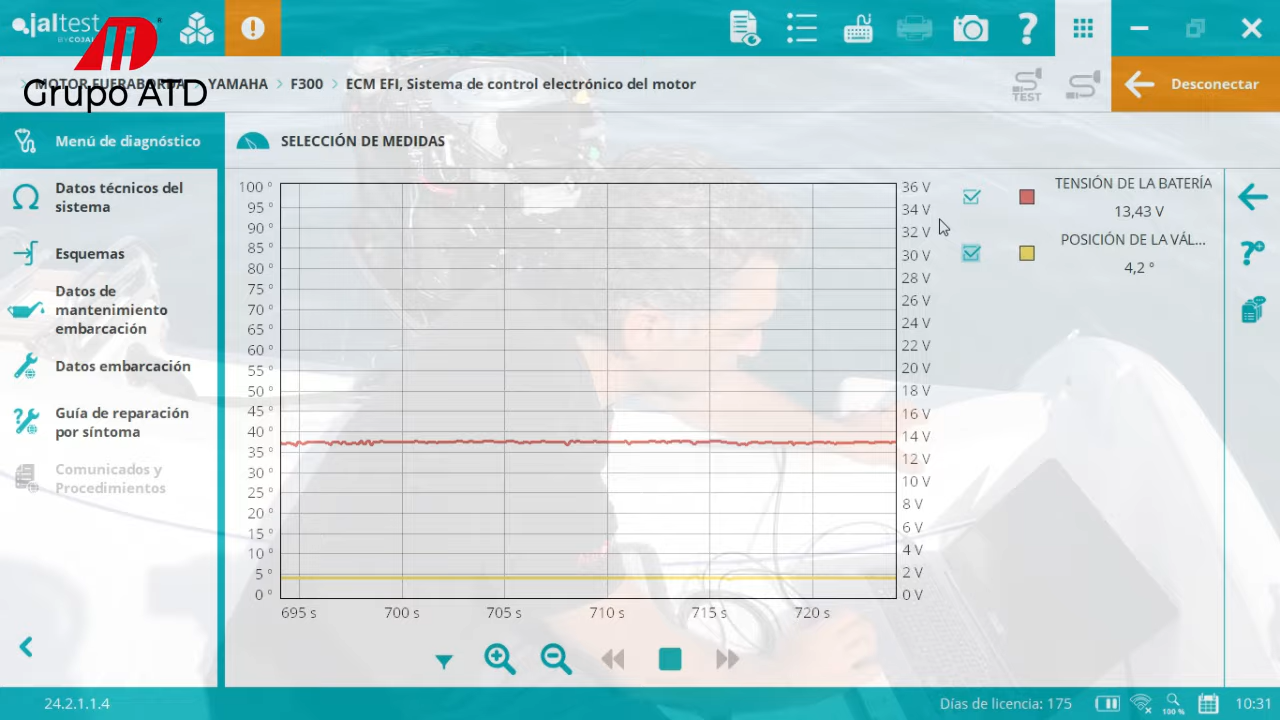 jaltest
BY COJALI
Grupo ATD
MOTOR FUERABORDA > YAMAHA > F300 > ECM EFI, Sistema de control electrónico del motor
TEST
Desconectar
Menú de diagnóstico
SELECCIÓN DE MEDIDAS
Datos técnicos del
sistema
Esquemas
Datos de
mantenimiento
embarcación
Datos embarcación
Guía de reparación
por síntoma
Comunicados y
Procedimientos
100 °
95 °
90 °
85 °
80 °
75 °
70 °
65 °
60 °
55 °
50 °
45 °
40 °
35 °
30 °
25 °
20 °
15 °
10 °
5 °
0 °
36 V
34 V
32 V
30 V
28 V
26 V
24 V
22 V
20 V
18 V
16 V
14 V
12 V
10 V
8 V
6 V
4 V
2 V
0 V
695 s 700 s 705 s 710 s 715 s 720 s
TENSIÓN DE LA BATERÍA
13,43 V
POSICIÓN DE LA VÁL...
4,2 °
24.2.1.1.4
Días de licencia: 175
100 %
10:31